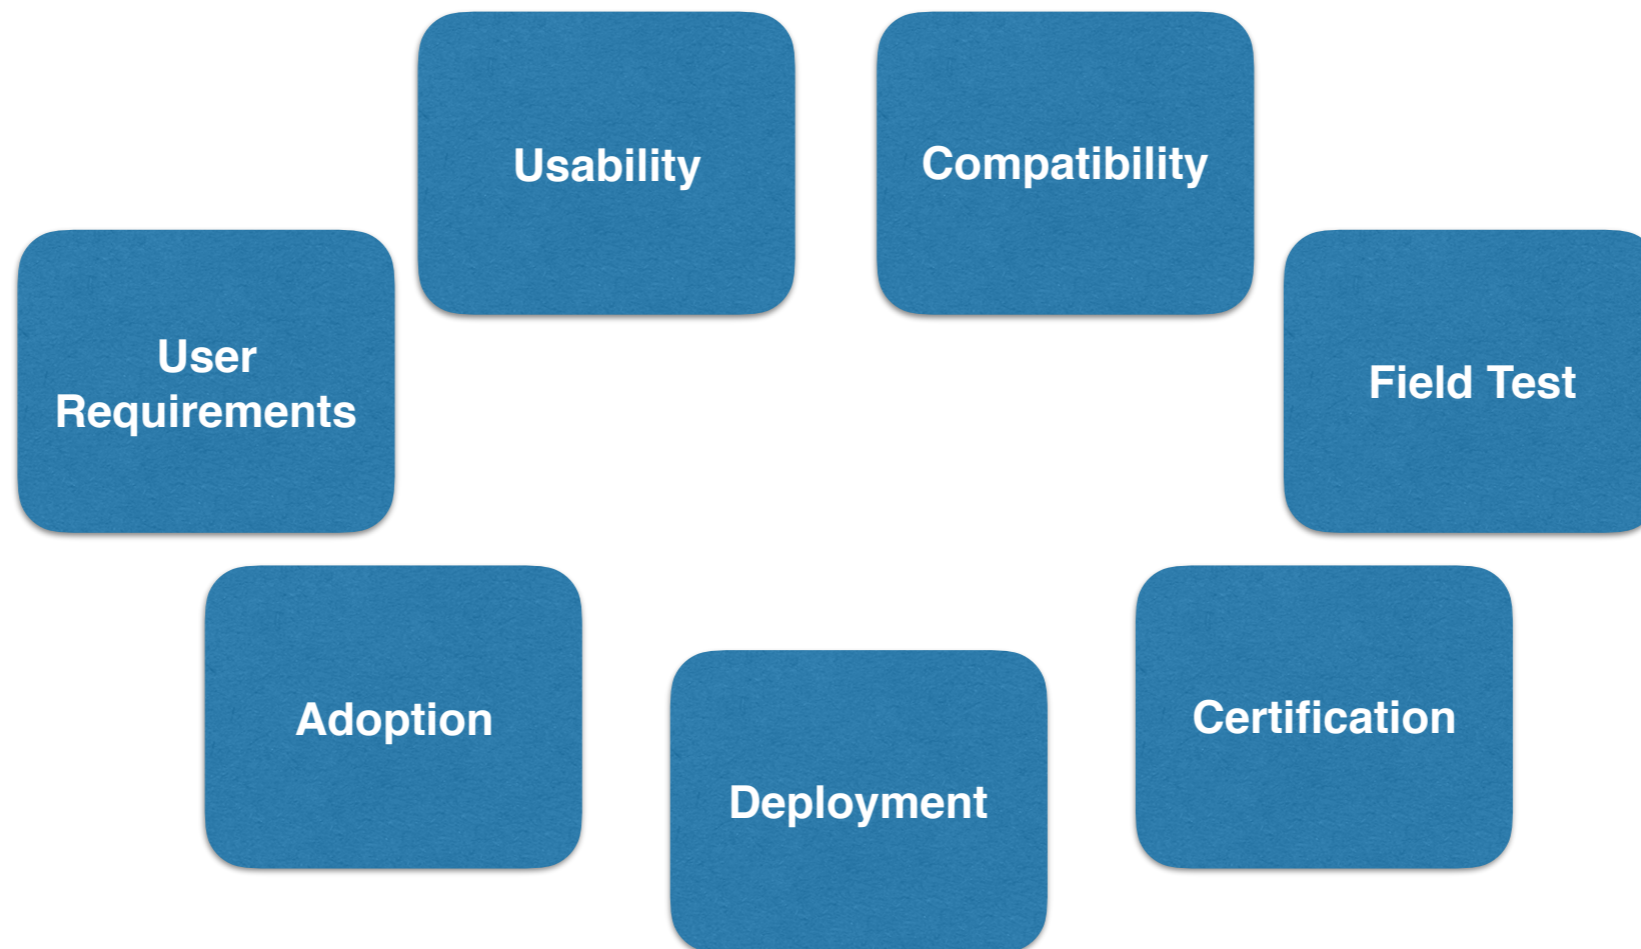 Usability
Compatibility
User
Requirements
Field Test
Adoption
Certification
Deployment